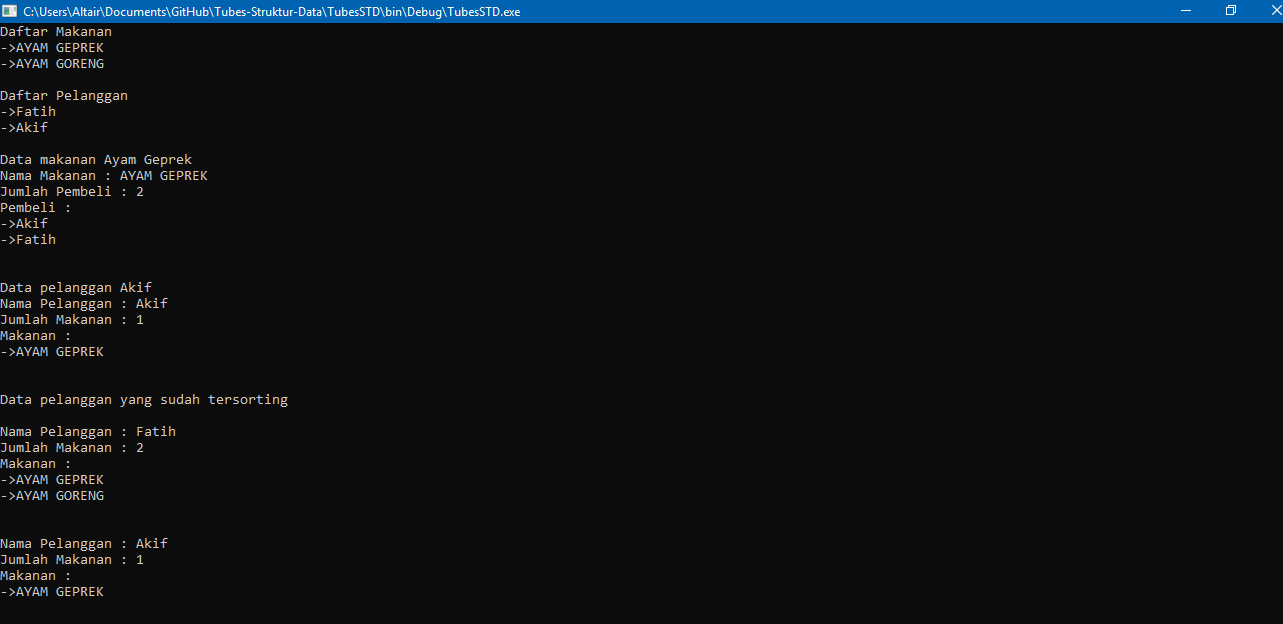 C:\Users\Altair\Documents\GitHub\Tubes-Struktur-Data\TubesSTD\bin\Debug\TubesSTD.exe
Daftar Makanan
->AYAM GEPREK
->AYAM GORENG
Daftar Pelanggan
->Fatih
->Akif
Data makanan Ayam Geprek
Nama Makanan : AYAM GEPREK
Jumlah Pembeli : 2
Pembeli :
->Akif
->Fatih
Data pelanggan Akif
Nama Pelanggan : Akif
Jumlah Makanan : 1
Makanan :
->AYAM GEPREK
Data pelanggan yang sudah tersorting
Nama Pelanggan : Fatih
Jumlah Makanan : 2
Makanan :
->AYAM GEPREK
->AYAM GORENG
Nama Pelanggan : Akif
Jumlah Makanan : 1
Makanan :
->AYAM GEPREK